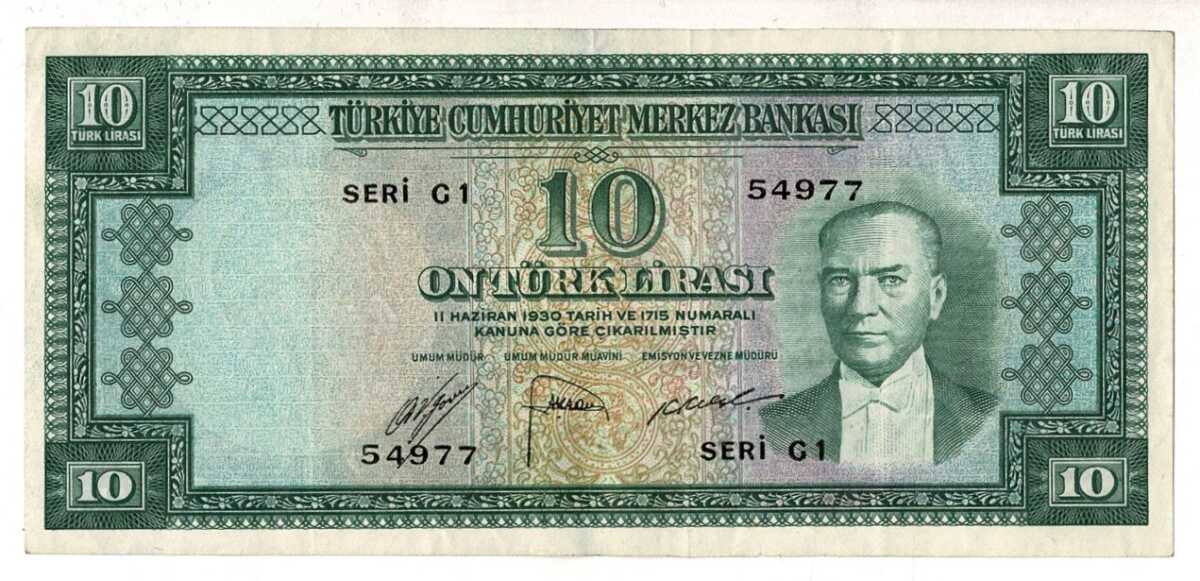 10
TÜRK LİRASI
10
TÜRK LİRASI
TÜRKİYE CUMHURİYET MERKEZ BANKASI
SERİ G1
54977
10
ON TÜRK LİRASI
11 HAZİRAN 1930 TARİH VE 1715 NUMARALI
KANUNA GÖRE ÇIKARILMIŞTIR
UMUM MÜDÜR
UMUM MÜDÜR MUAVİNİ
EMİSYON VE VEZNE MÜDÜRÜ
54977
SERİ G1
10
10